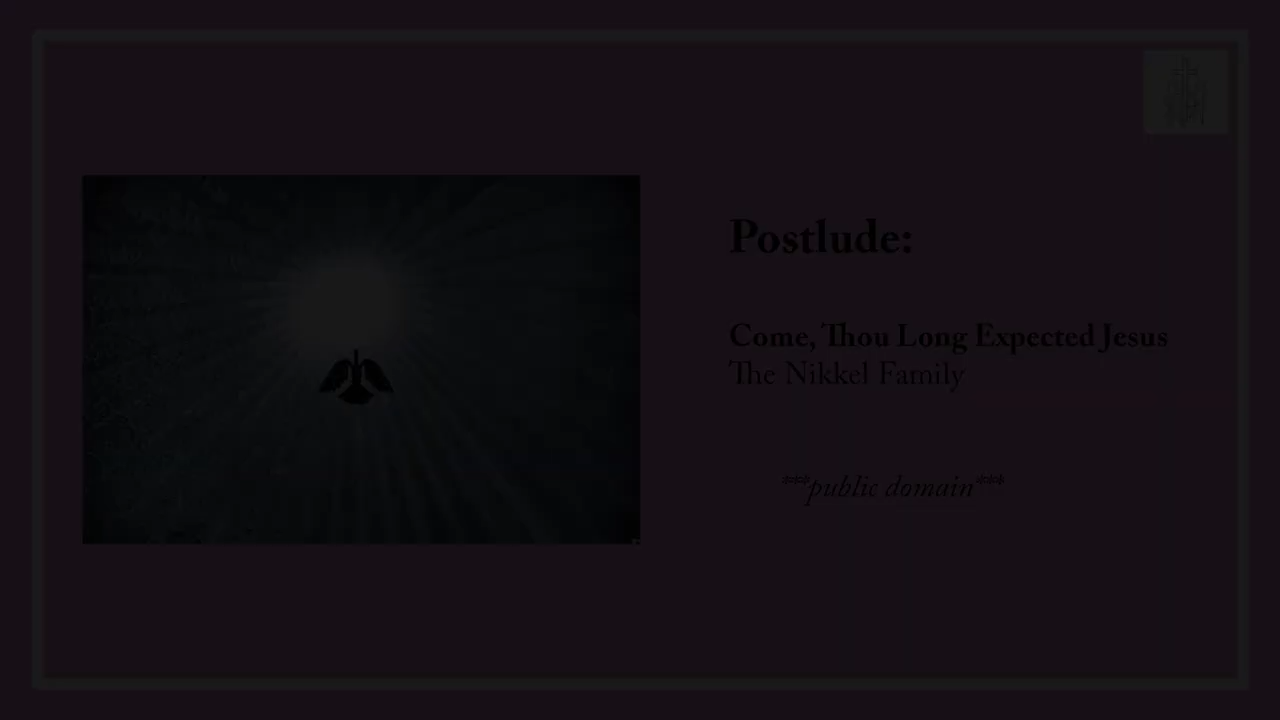 Postlude:
Come, Thou Long Expected Jesus
The Nikkel Family
***public domain***